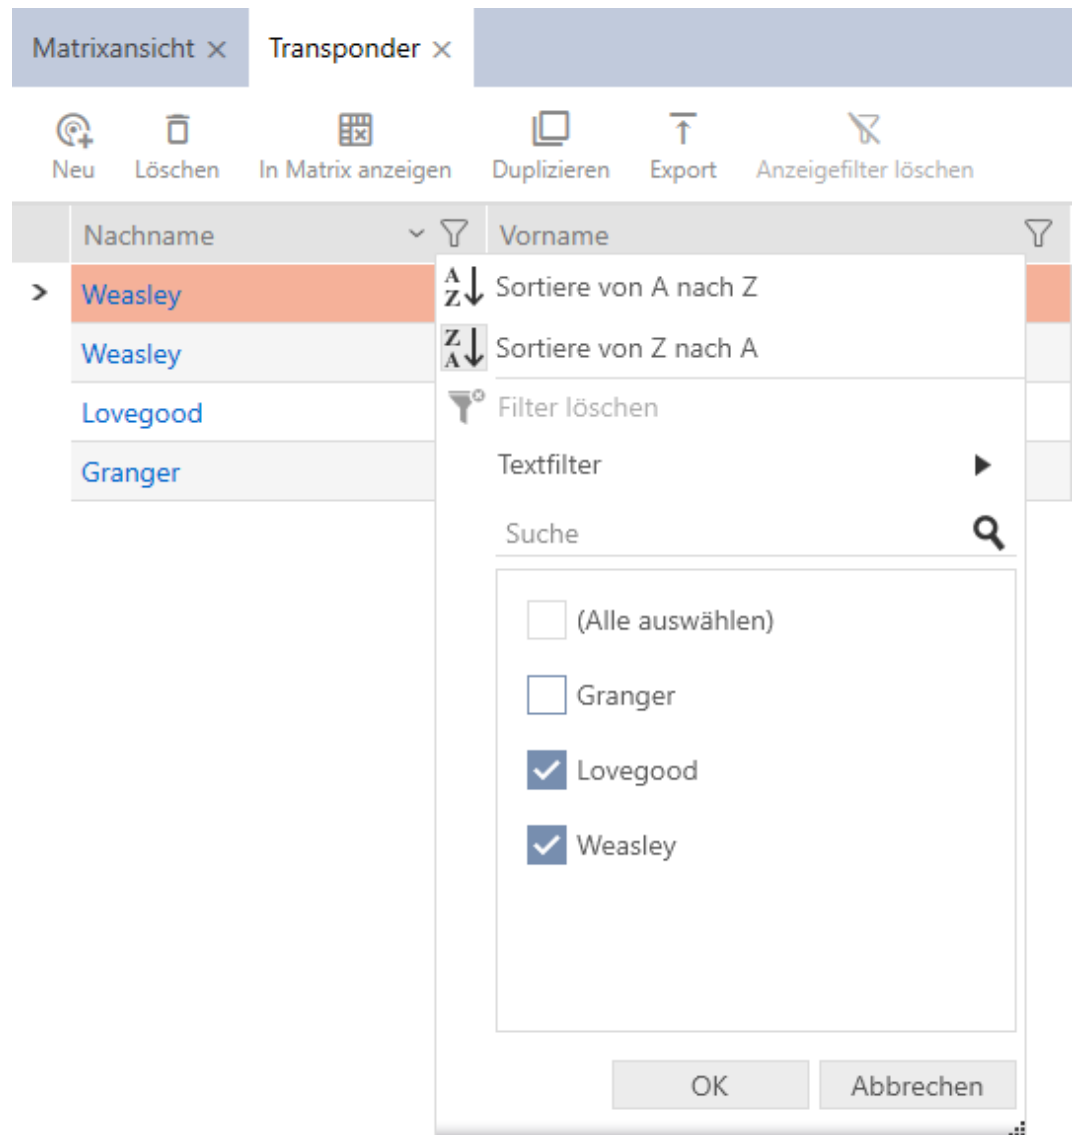 Matrixansicht × Transponder ×
Neu Löschen In Matrix anzeigen Duplizieren Export Anzeigefilter löschen
Nachname Vorname
Weasley
Weasley
Lovegood
Granger
A Z Sortiere von A nach Z
Z A Sortiere von Z nach A
Filter löschen
Textfilter
Suche
(Alle auswählen)
Granger
Lovegood
Weasley
OK Abbrechen